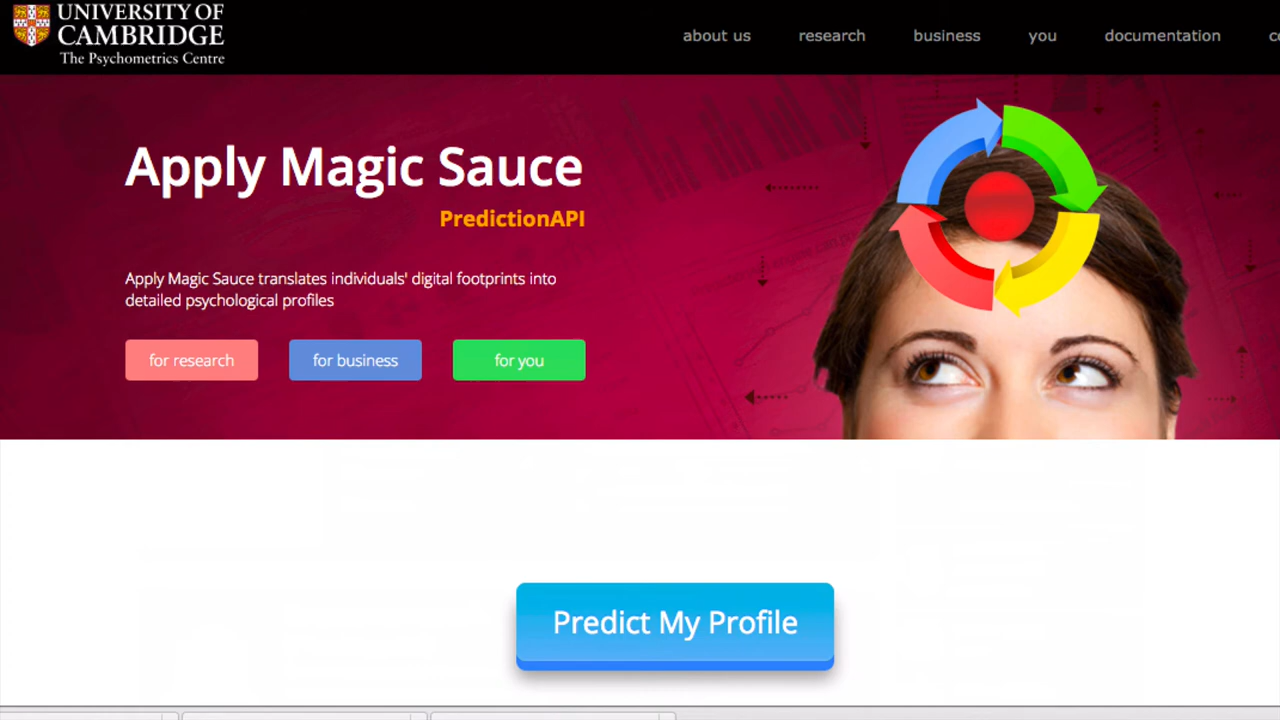 UNIVERSITY OF
CAMBRIDGE
The Psychometrics Centre
about us research business you documentation
Apply Magic Sauce
PredictionAPI
Apply Magic Sauce translates individuals' digital footprints into
detailed psychological profiles
for research for business for you
Predict My Profile